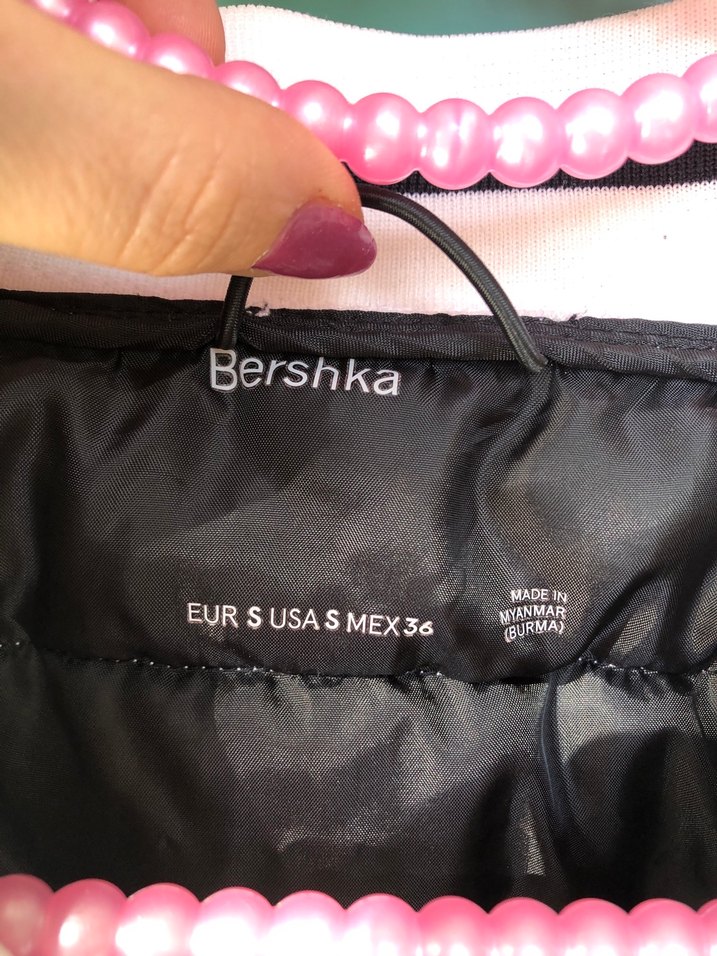 Bershka
EUR S USA S MEX 36
MADE IN
MYANMAR
(BURMA)